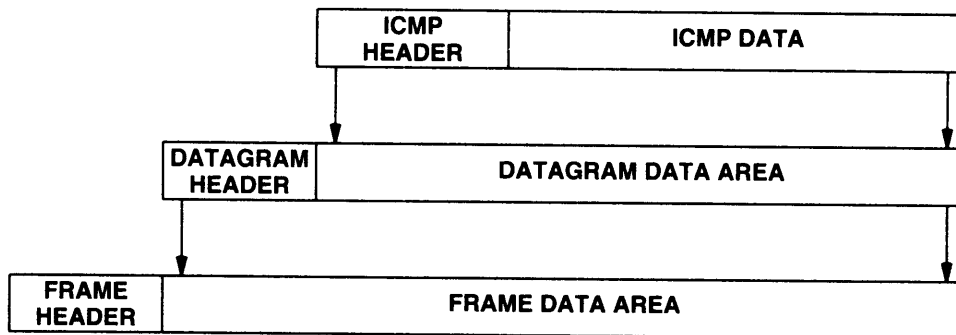 ICMP
HEADER
ICMP DATA
DATAGRAM
HEADER
DATAGRAM DATA AREA
FRAME
HEADER
FRAME DATA AREA